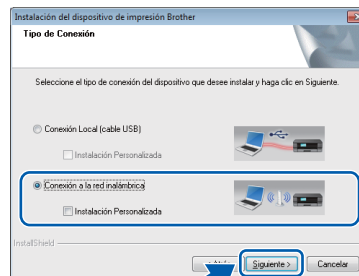 Instalación del dispositivo de impresión Brother
Tipo de Conexión
Seleccione el tipo de conexión del dispositivo que desee instalar y haga clic en Siguiente.
Conexión Local (cable USB)
Instalación Personalizada
Conexión a la red inalámbrica
Instalación Personalizada
InstallShield
Siguiente > Cancelar